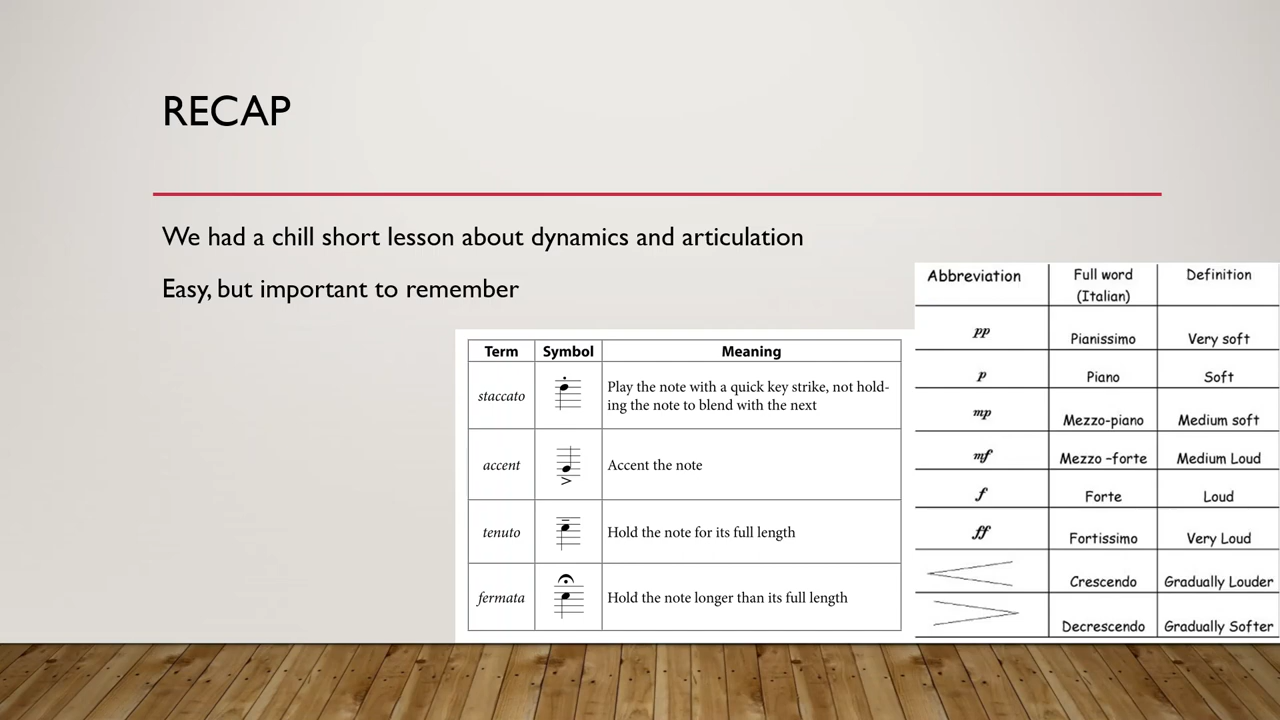 RECAP
We had a chill short lesson about dynamics and articulation
Easy, but important to remember
Term Symbol Meaning
staccato Play the note with a quick key strike, not hold-
ing the note to blend with the next
accent Accent the note
tenuto Hold the note for its full length
fermata Hold the note longer than its full length
Abbreviation Full word Definition
(Italian)
pp Pianissimo Very soft
p Piano Soft
mp Mezzo-piano Medium soft
mf Mezzo -forte Medium Loud
f Forte Loud
ff Fortissimo Very Loud
Crescendo Gradually Louder
Decrescendo Gradually Softer